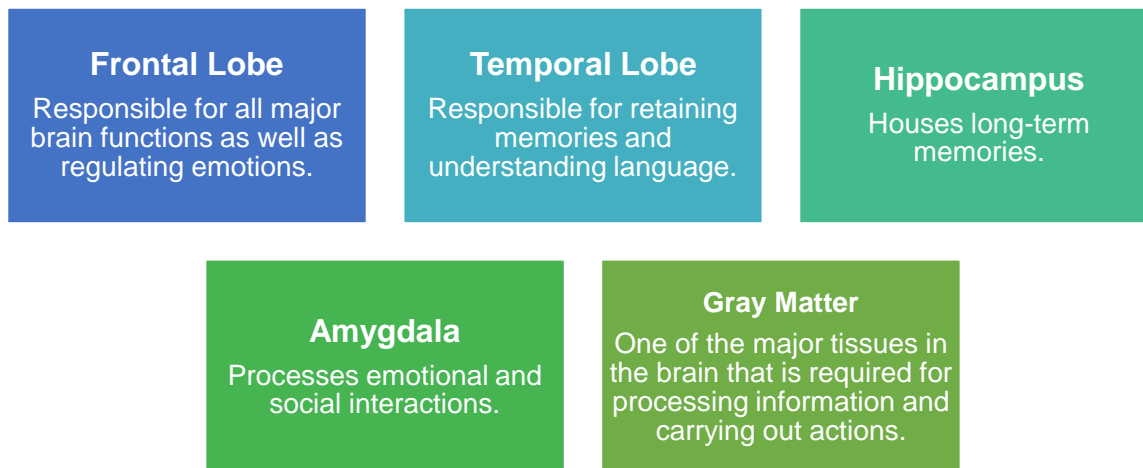 Frontal Lobe
Responsible for all major
brain functions as well as
regulating emotions.
Temporal Lobe
Responsible for retaining
memories and
understanding language.
Hippocampus
Houses long-term
memories.
Amygdala
Processes emotional and
social interactions.
Gray Matter
One of the major tissues in
the brain that is required for
processing information and
carrying out actions.